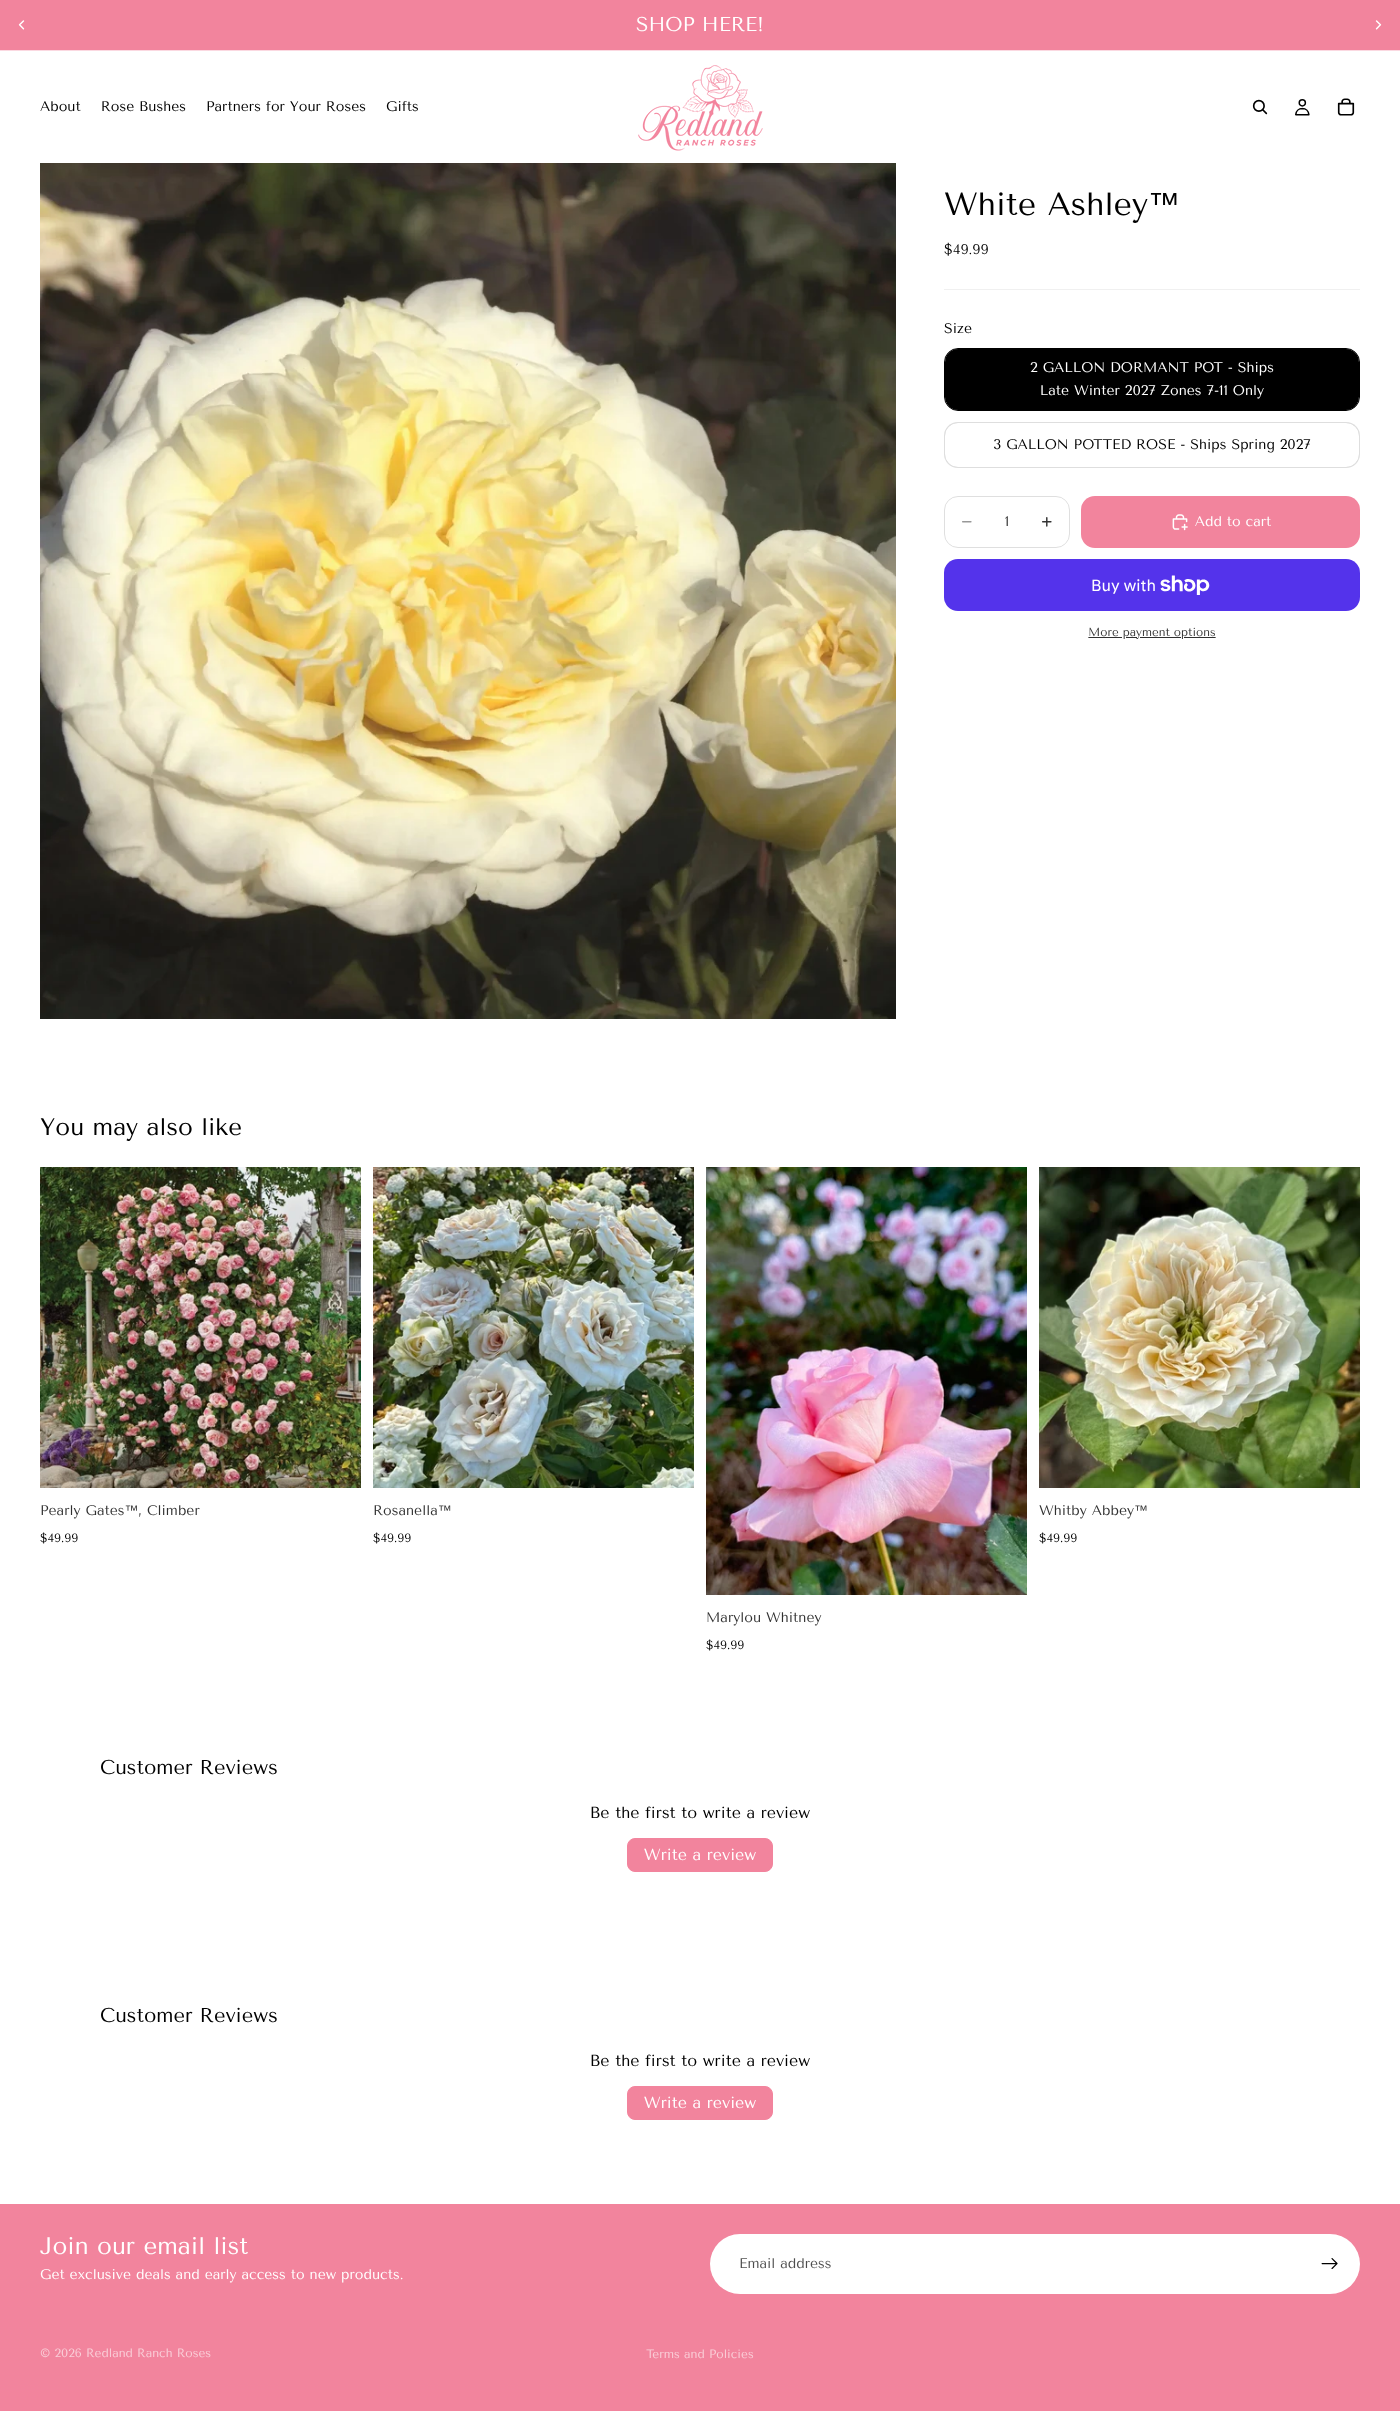 SHOP HERE!
About
Rose Bushes
Partners for Your Roses
Gifts
Redland
RANCH ROSES
White Ashley™
$49.99
Size
2 GALLON DORMANT POT - Ships
Late Winter 2027 Zones 7-11 Only
3 GALLON POTTED ROSE - Ships Spring 2027
1
Add to cart
Buy with shop
More payment options
You may also like
Pearly Gates™, Climber
$49.99
Rosanella™
$49.99
Marylou Whitney
$49.99
Whitby Abbey™
$49.99
Customer Reviews
Be the first to write a review
Write a review
Customer Reviews
Be the first to write a review
Write a review
Join our email list
Get exclusive deals and early access to new products.
Email address
© 2026 Redland Ranch Roses
Terms and Policies